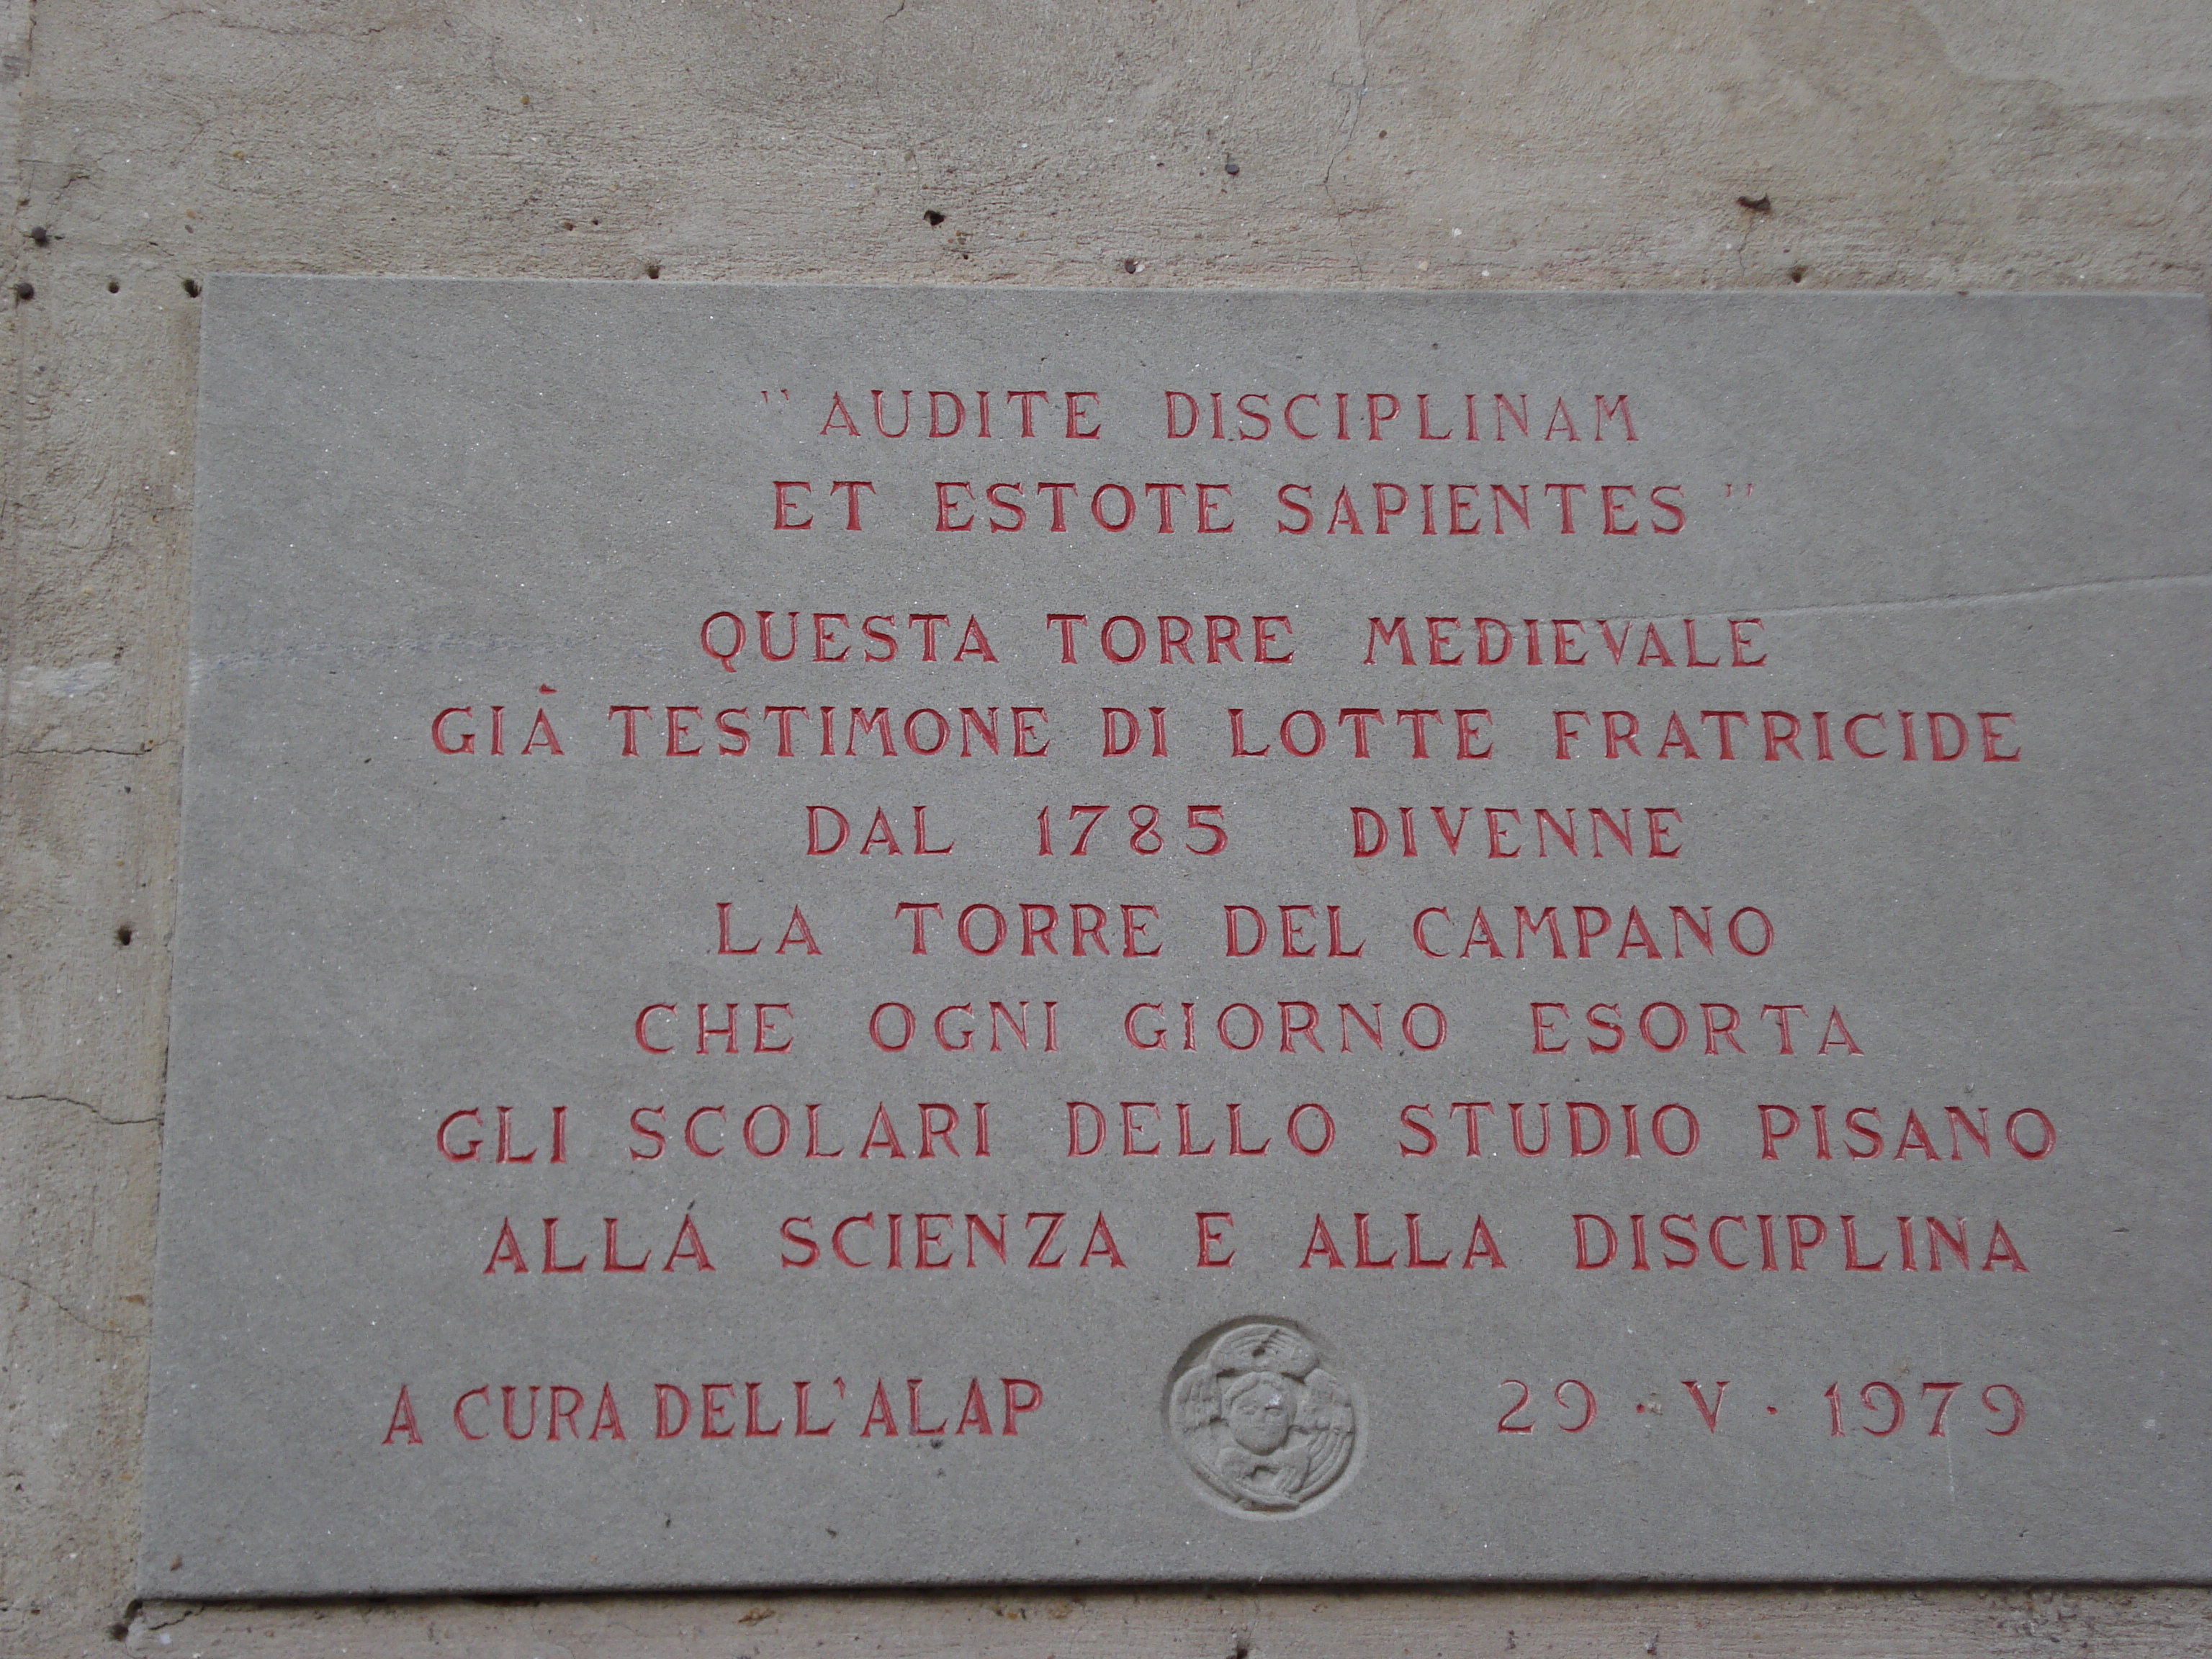 "AUDITE DISCIPLINAM
ET ESTOTE SAPIENTES"
QUESTA TORRE MEDIEVALE
GIÀ TESTIMONE DI LOTTE FRATRICIDE
DAL 1785 DIVENNE
LA TORRE DEL CAMPANO
CHE OGNI GIORNO ESORTA
GLI SCOLARI DELLO STUDIO PISANO
ALLA SCIENZA E ALLA DISCIPLINA
A CURA DELL'ALAP 29·V·1979